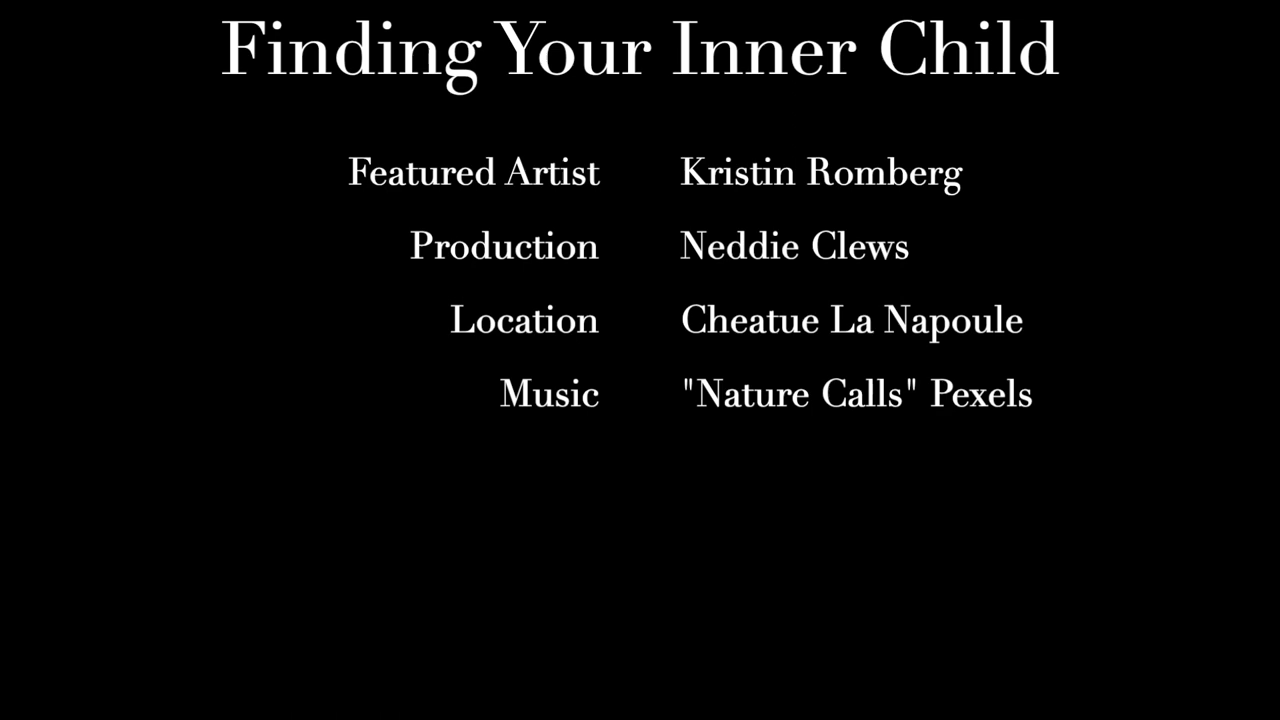 Finding Your Inner Child
Featured Artist Kristin Romberg
Production Neddie Clews
Location Cheatue La Napoule
Music "Nature Calls" Pexels